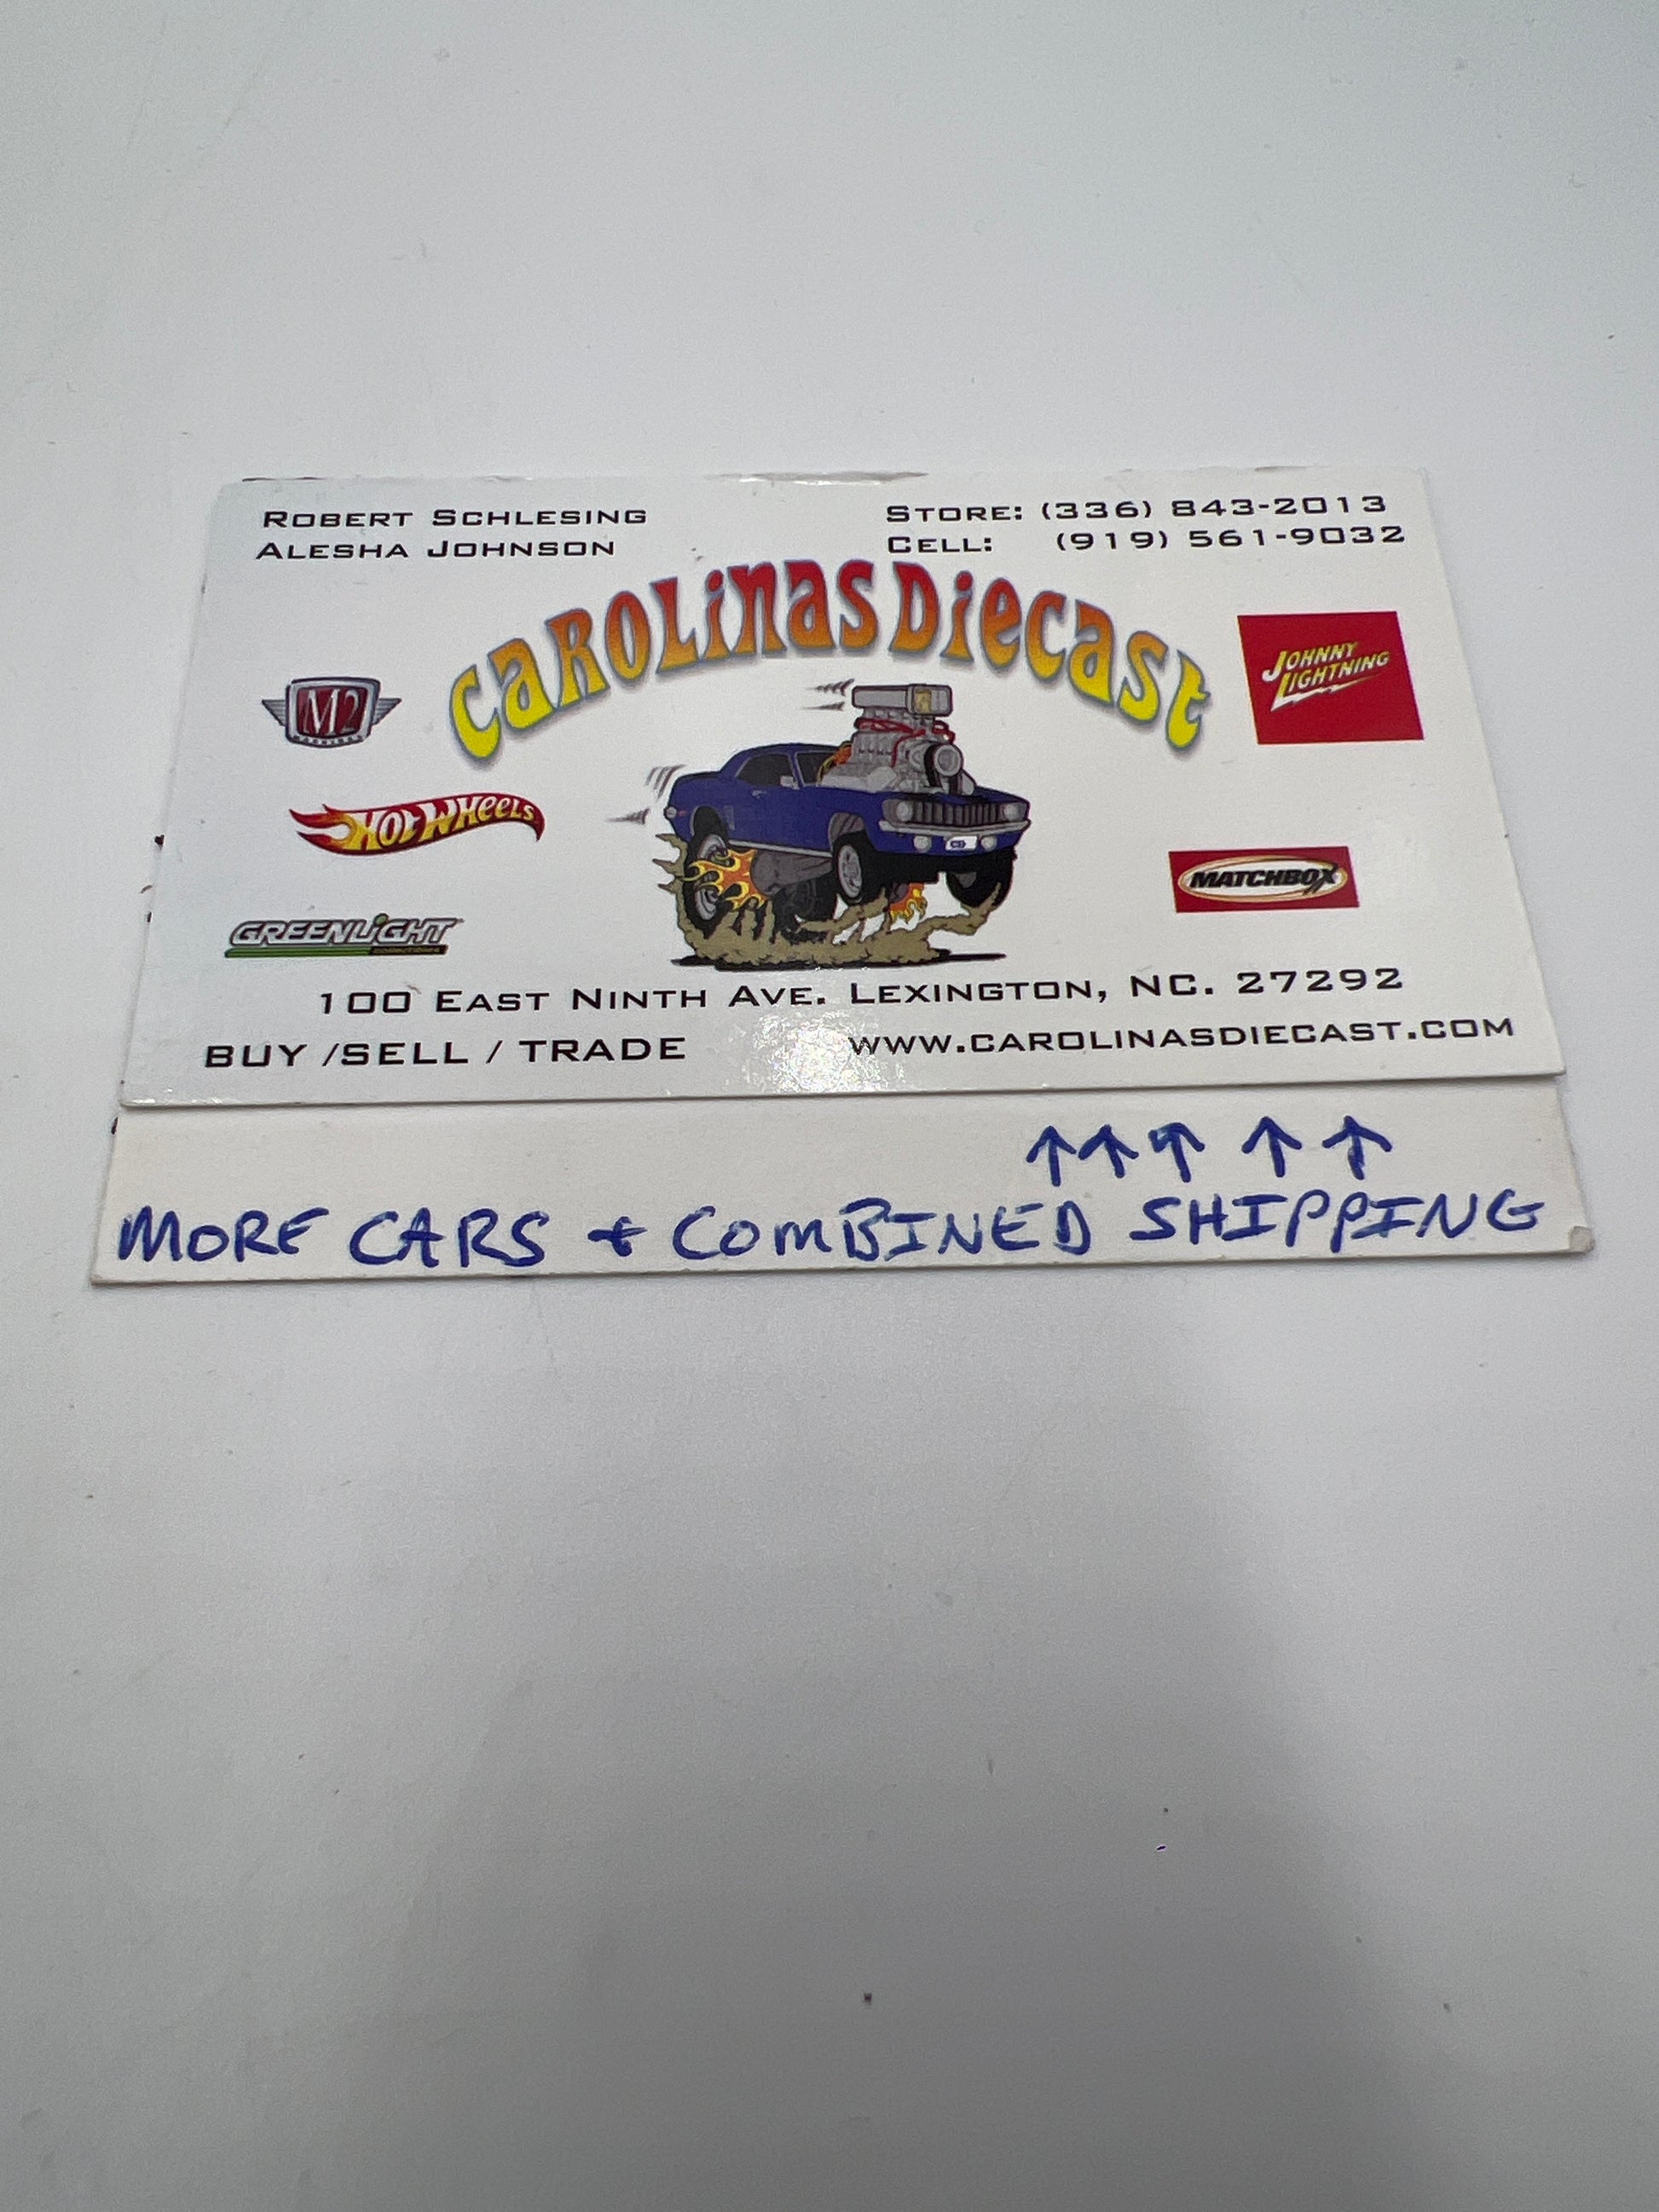 ROBERT SCHLESING
ALESHA JOHNSON
STORE: (336) 843-2013
CELL: (919) 561-9032
CAROLINAS DIECAST
M2
JOHNNY
LIGHTNING
HOT WHEELS
MATCHBOX
GREENLIGHT
100 EAST NINTH AVE. LEXINGTON, NC. 27292
BUY /SELL / TRADE
WWW.CAROLINASDIECAST.COM
↑↑↑ ↑ ↑
MORE CARS + COMBINED SHIPPING